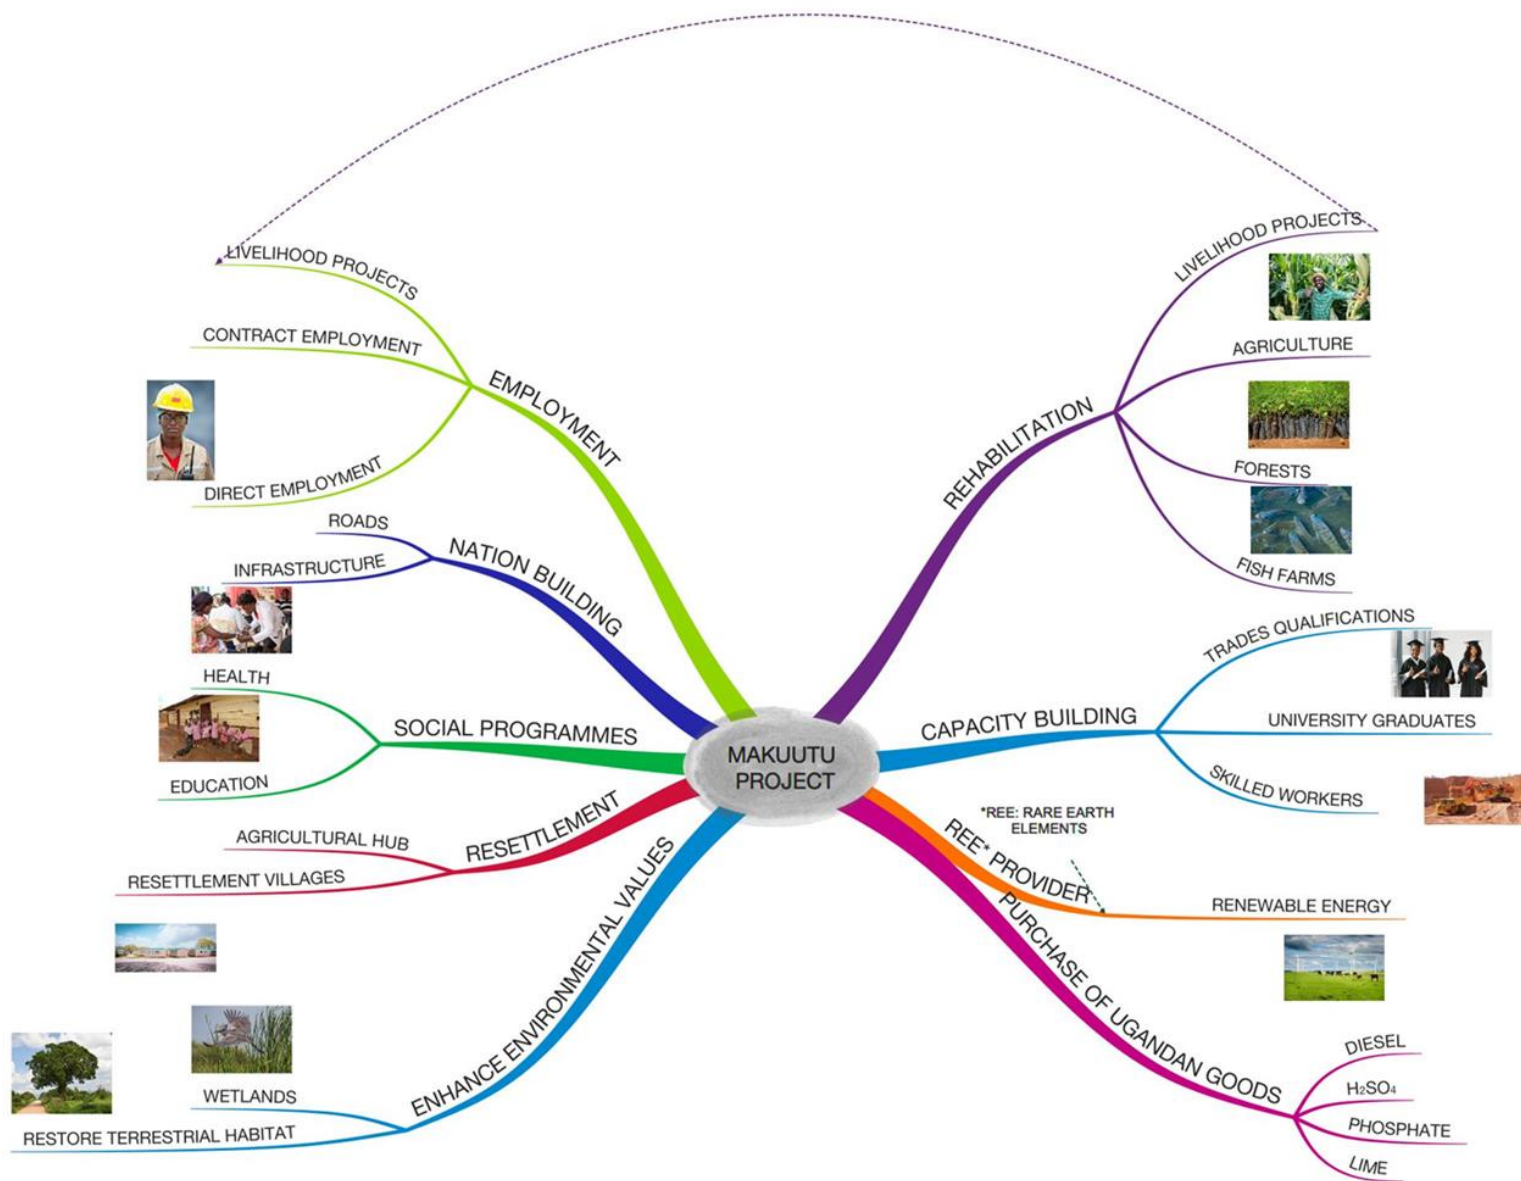 MAKUUTU
PROJECT
EMPLOYMENT
LIVELIHOOD PROJECTS
CONTRACT EMPLOYMENT
DIRECT EMPLOYMENT
NATION BUILDING
ROADS
INFRASTRUCTURE
SOCIAL PROGRAMMES
HEALTH
EDUCATION
RESETTLEMENT
AGRICULTURAL HUB
RESETTLEMENT VILLAGES
ENHANCE ENVIRONMENTAL VALUES
WETLANDS
RESTORE TERRESTRIAL HABITAT
REHABILITATION
LIVELIHOOD PROJECTS
AGRICULTURE
FORESTS
FISH FARMS
CAPACITY BUILDING
TRADES QUALIFICATIONS
UNIVERSITY GRADUATES
SKILLED WORKERS
REE* PROVIDER
*REE: RARE EARTH
ELEMENTS
RENEWABLE ENERGY
PURCHASE OF UGANDAN GOODS
DIESEL
H₂SO₄
PHOSPHATE
LIME